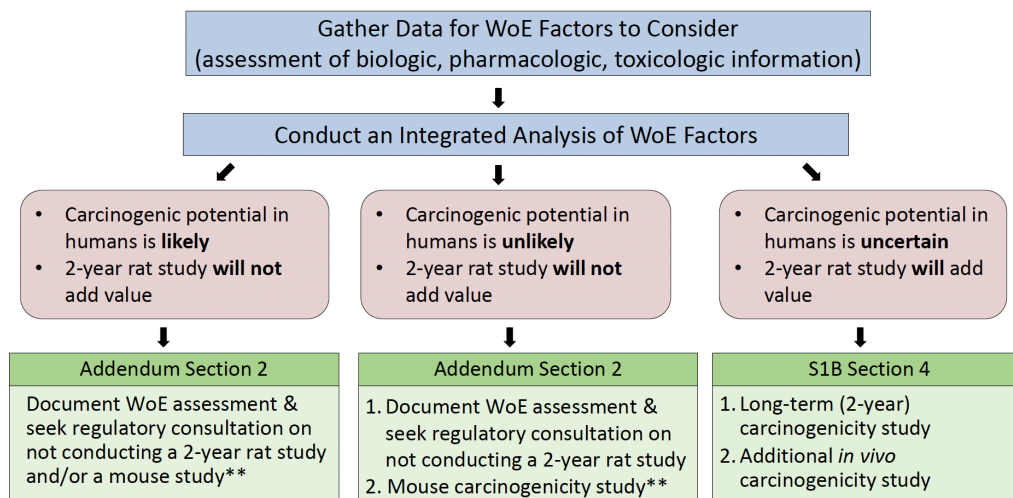 Gather Data for WoE Factors to Consider
(assessment of biologic, pharmacologic, toxicologic information)
Conduct an Integrated Analysis of WoE Factors
• Carcinogenic potential in
humans is likely
• 2-year rat study will not
add value
• Carcinogenic potential in
humans is unlikely
• 2-year rat study will not
add value
• Carcinogenic potential in
humans is uncertain
• 2-year rat study will add
value
Addendum Section 2
Document WoE assessment &
seek regulatory consultation on
not conducting a 2-year rat study
and/or a mouse study**
Addendum Section 2
1. Document WoE assessment &
seek regulatory consultation on
not conducting a 2-year rat study
2. Mouse carcinogenicity study**
S1B Section 4
1. Long-term (2-year)
carcinogenicity study
2. Additional in vivo
carcinogenicity study